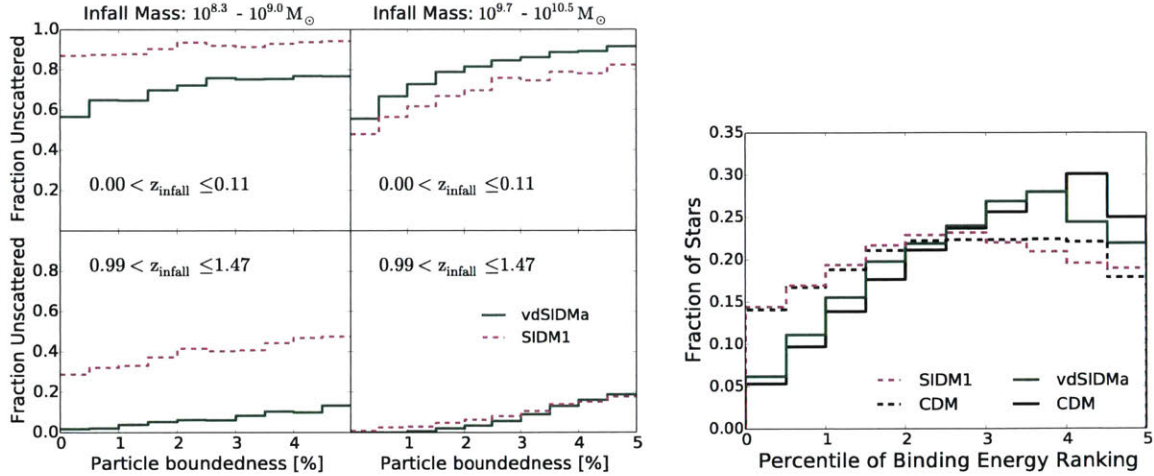 Infall Mass: 10^8.3 - 10^9.0 M⊙
Infall Mass: 10^9.7 - 10^10.5 M⊙
Fraction Unscattered
1.0
0.8
0.6
0.4
0.2
0.00 < z_infall ≤0.11
0.00 < z_infall ≤0.11
Fraction Unscattered
0.8
0.6
0.4
0.2
0.0
0.99 < z_infall ≤1.47
0.99 < z_infall ≤1.47
vdSIDMa
SIDM1
0 1 2 3 4
0 1 2 3 4 5
Particle boundedness [%]
Particle boundedness [%]
Fraction of Stars
0.35
0.30
0.25
0.20
0.15
0.10
0.05
0.00
SIDM1
CDM
vdSIDMa
CDM
0 1 2 3 4 5
Percentile of Binding Energy Ranking